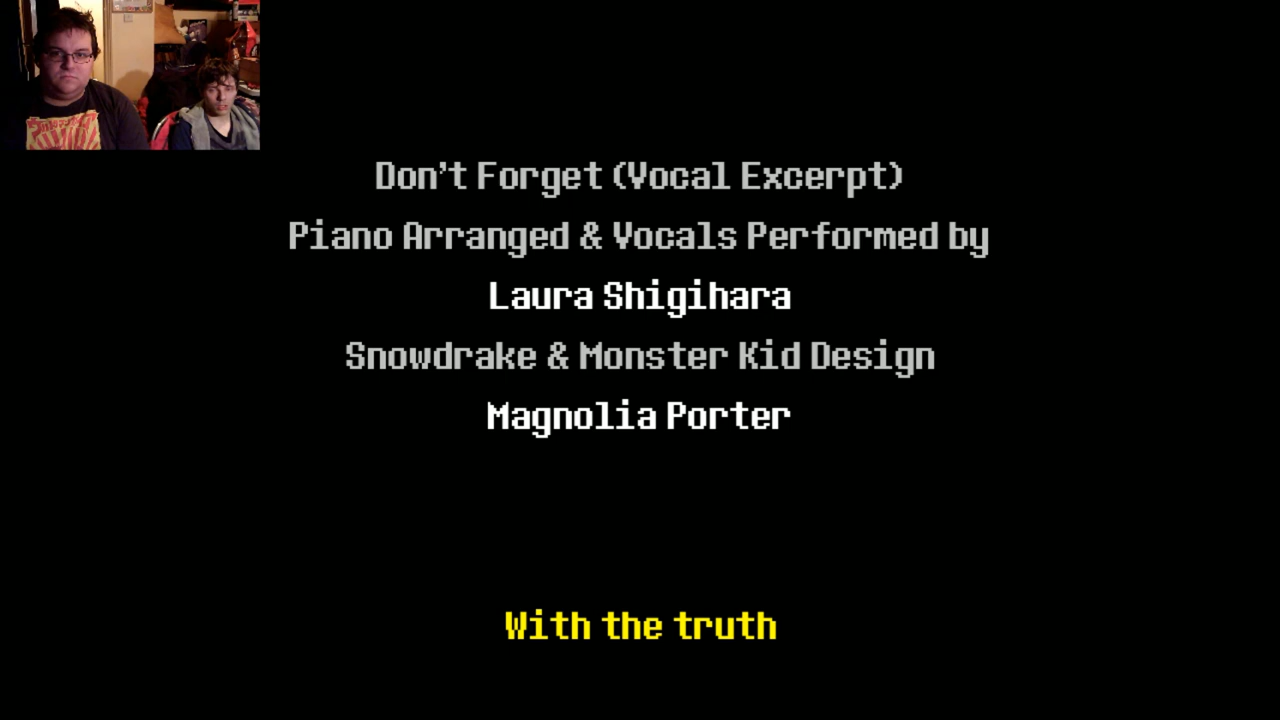 Don't Forget (Vocal Excerpt)
Piano Arranged & Vocals Performed by
Laura Shigihara
Snowdrake & Monster Kid Design
Magnolia Porter
With the truth